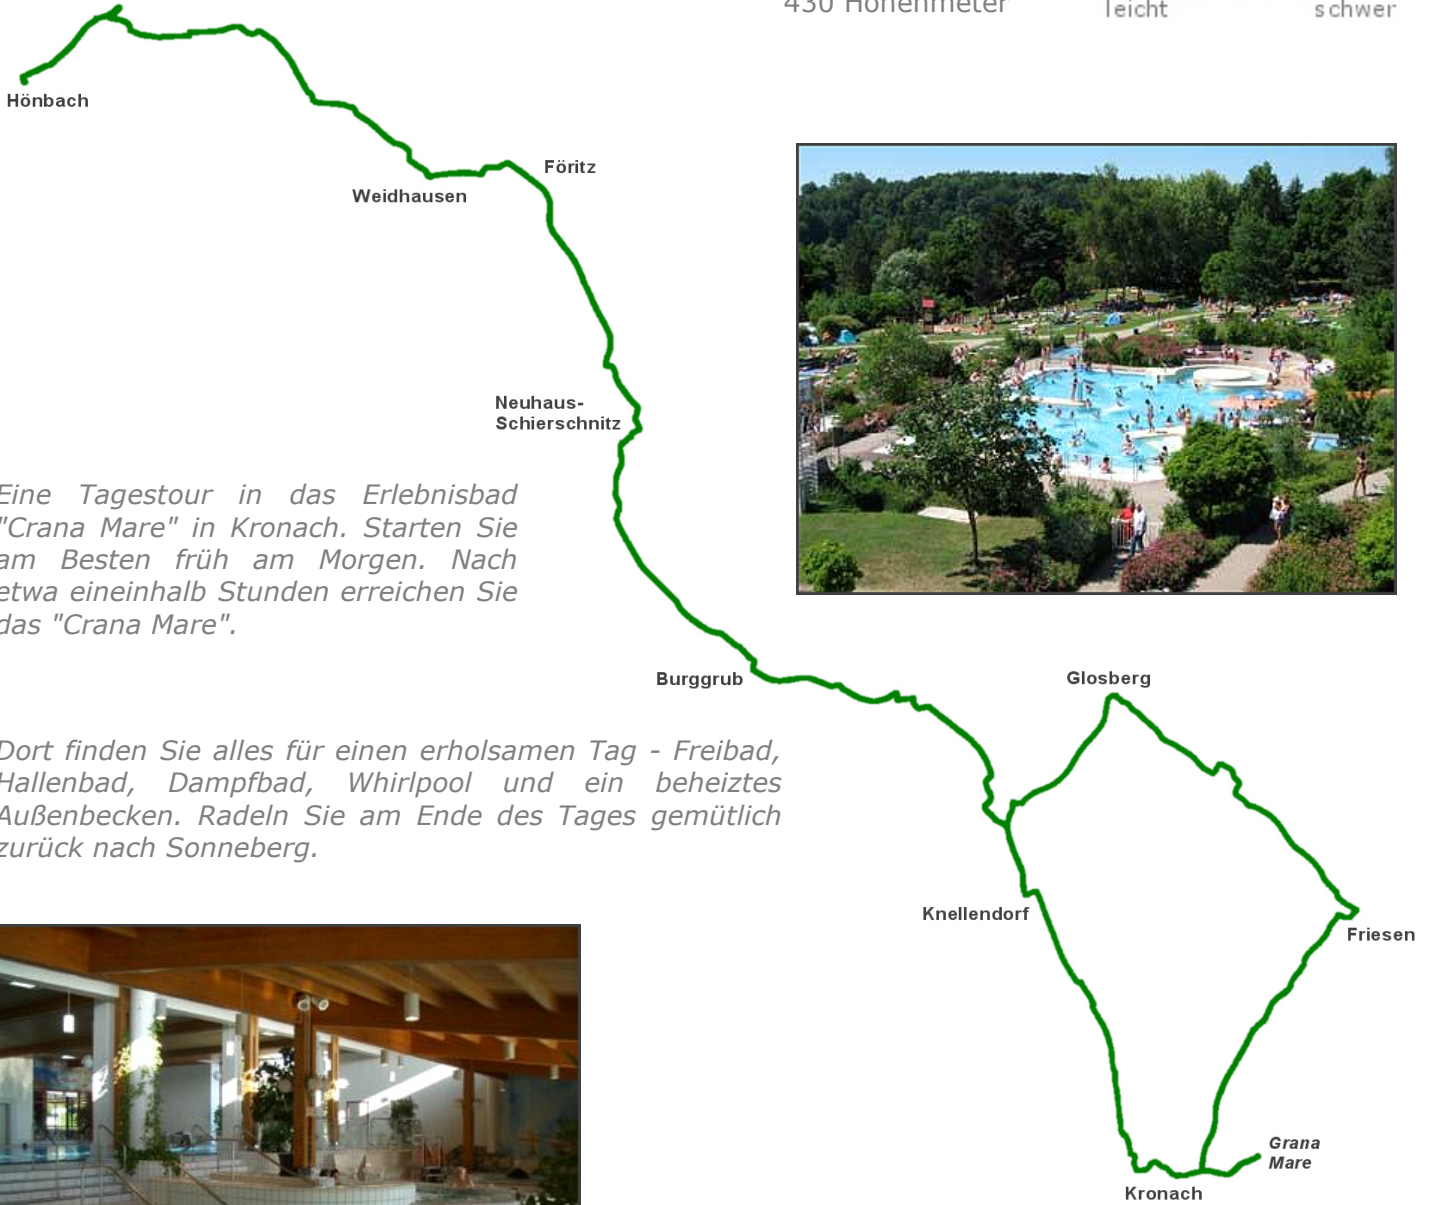 430 Höhenmeter
leicht schwer
Hönbach
Föritz
Weidhausen
Neuhaus-
Schierschnitz
Eine Tagestour in das Erlebnisbad
"Crana Mare" in Kronach. Starten Sie
am Besten früh am Morgen. Nach
etwa eineinhalb Stunden erreichen Sie
das "Crana Mare".
Burggrub
Glosberg
Dort finden Sie alles für einen erholsamen Tag - Freibad,
Hallenbad, Dampfbad, Whirlpool und ein beheiztes
Außenbecken. Radeln Sie am Ende des Tages gemütlich
zurück nach Sonneberg.
Knellendorf
Friesen
Grana
Mare
Kronach